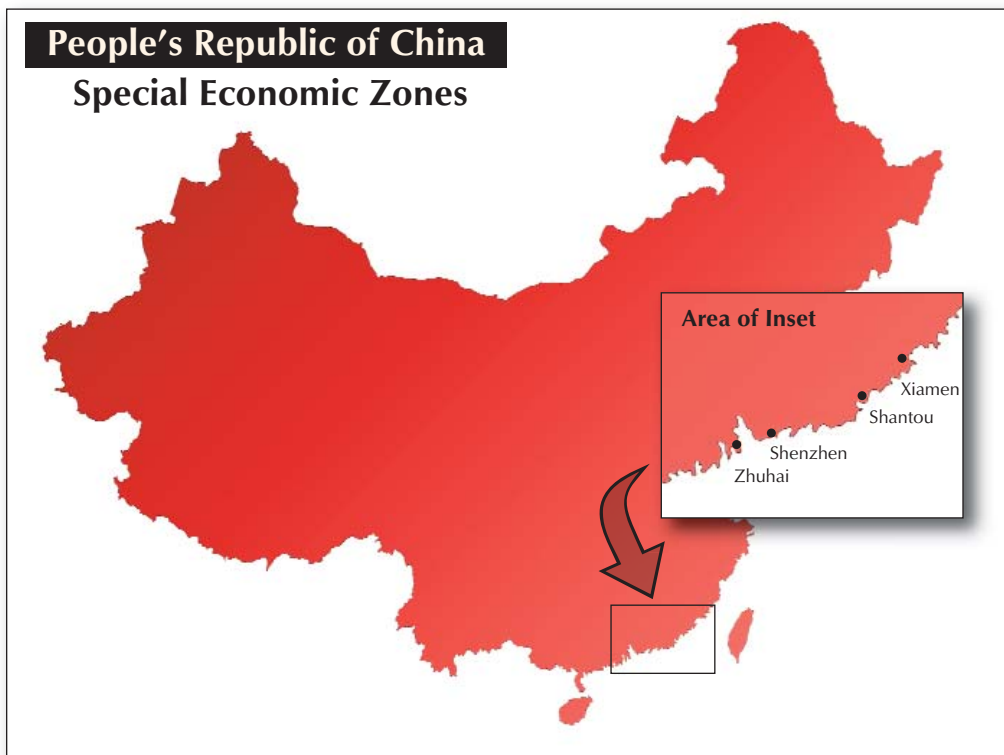 People’s Republic of China
Special Economic Zones
Area of Inset
Xiamen
Shantou
Shenzhen
Zhuhai